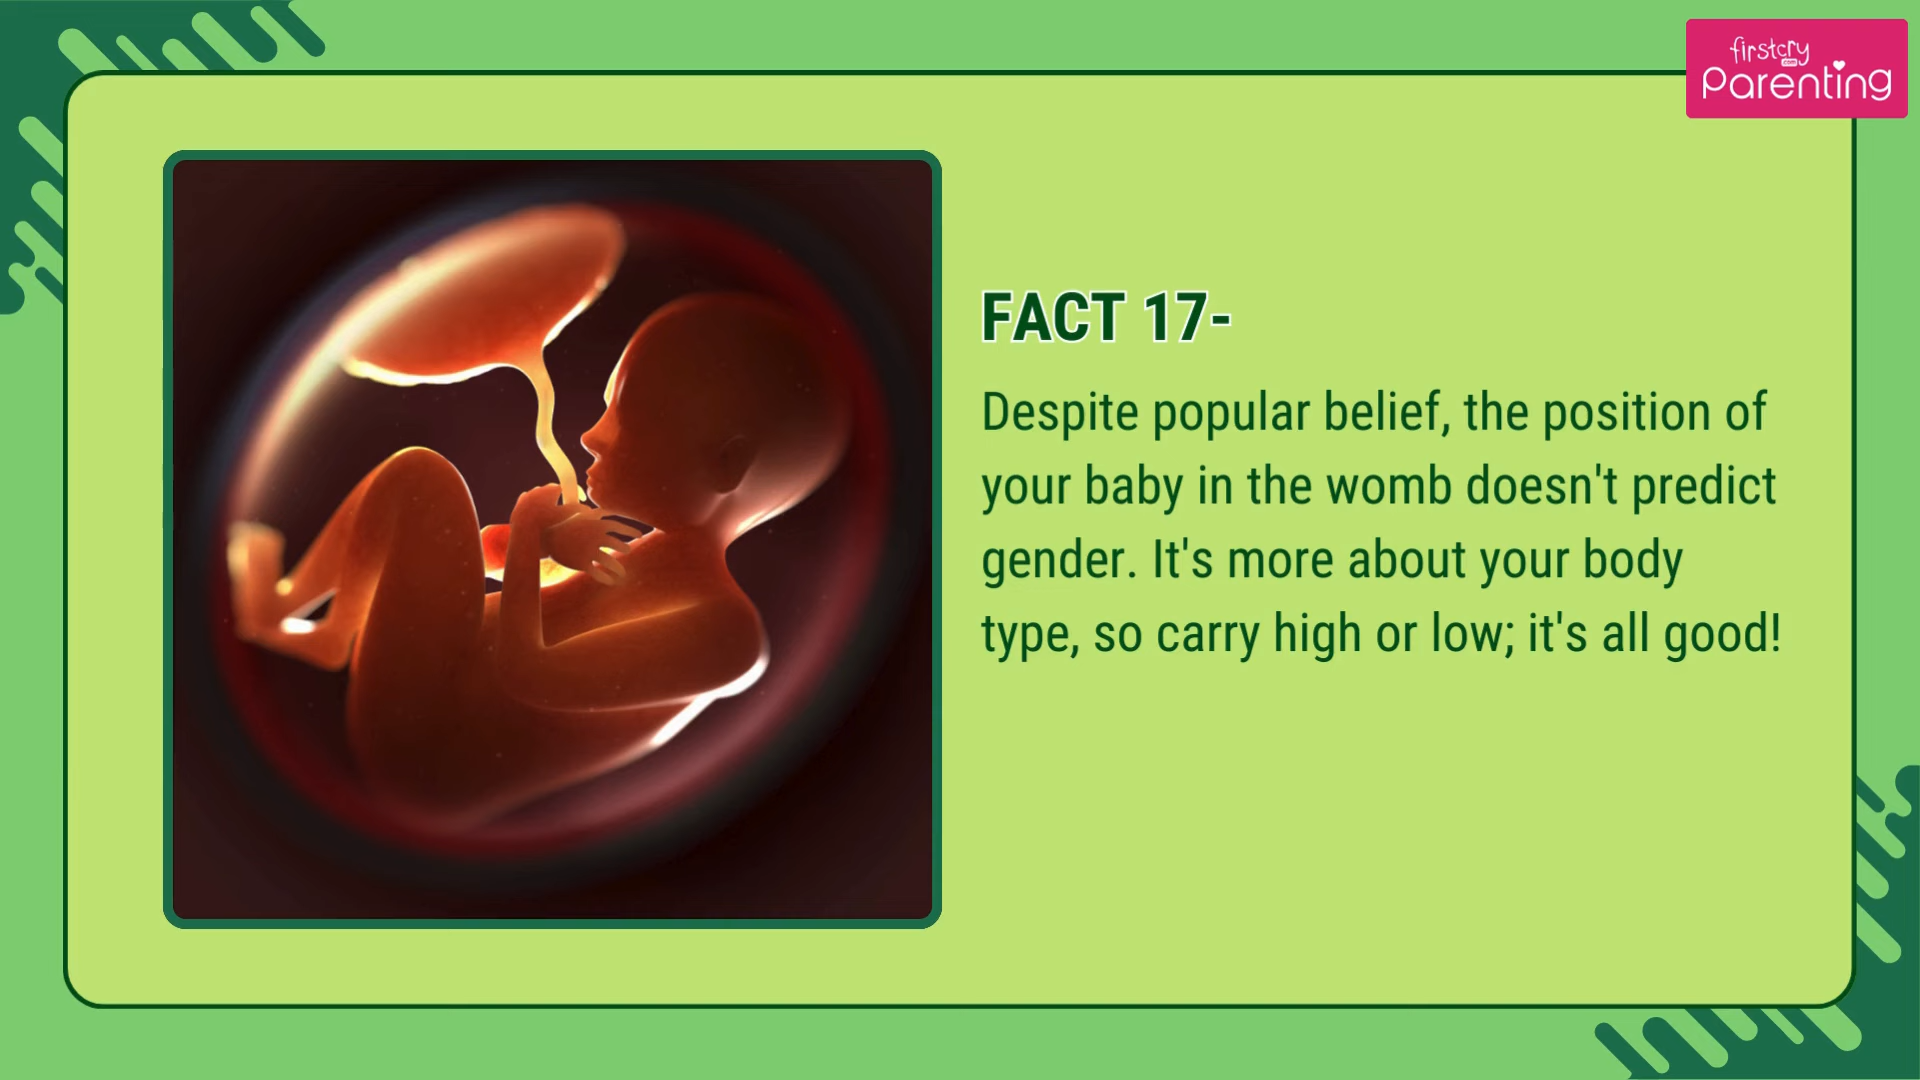 firstcry
.com
Parenting
FACT 17-
Despite popular belief, the position of
your baby in the womb doesn't predict
gender. It's more about your body
type, so carry high or low; it's all good!